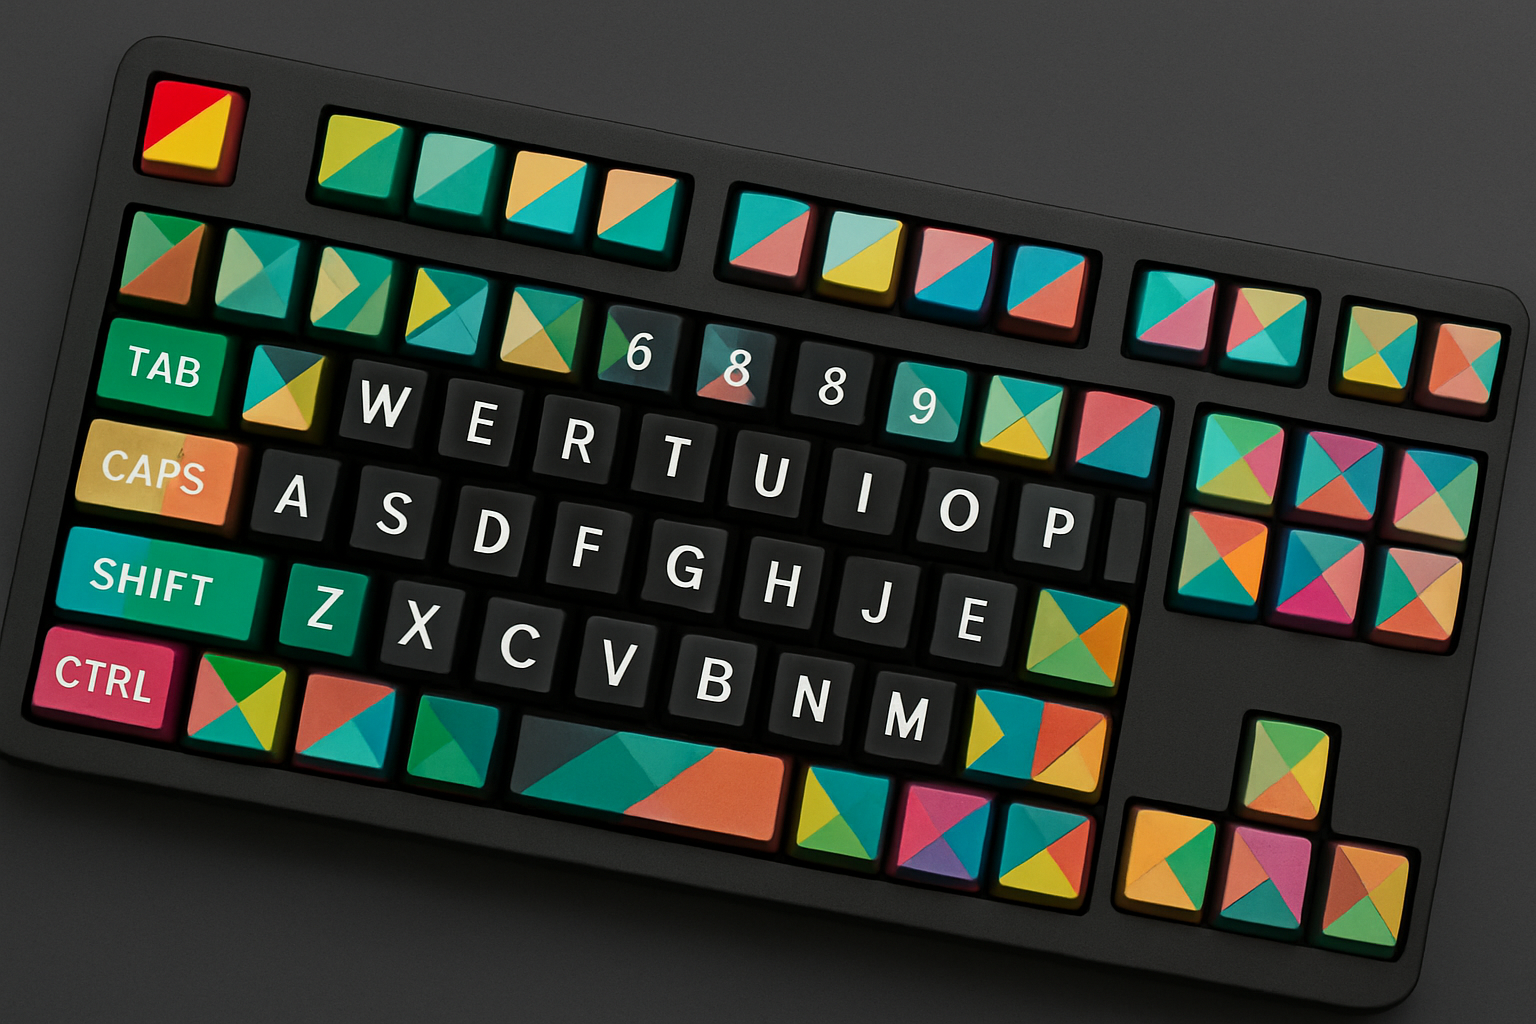 6 8 8 9
TAB W E R T U I O P
CAPS A S D F G H J E
SHIFT Z X C V B N M
CTRL